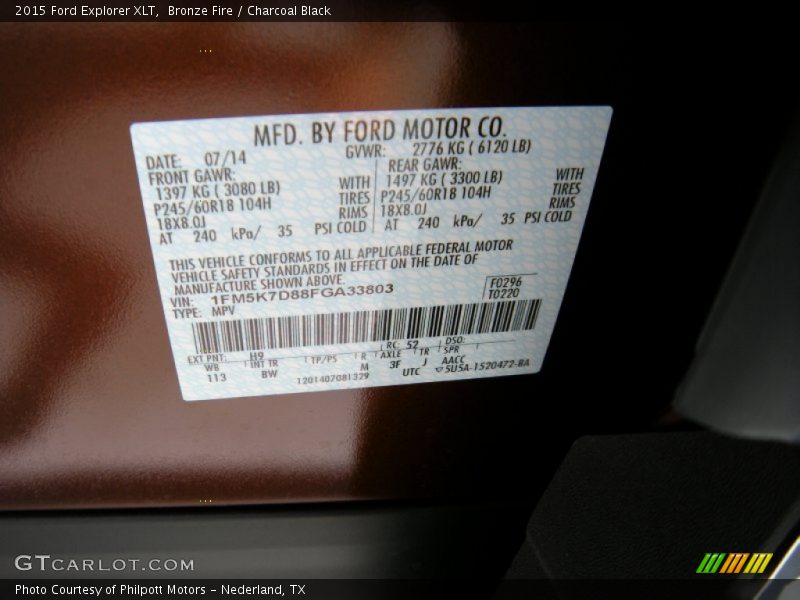 2015 Ford Explorer XLT,  Bronze Fire / Charcoal Black
MFD. BY FORD MOTOR CO.
DATE: 07/14 GVWR: 2776 KG ( 6120 LB)
FRONT GAWR: REAR GAWR:
1397 KG ( 3080 LB) WITH 1497 KG ( 3300 LB) WITH
P245/60R18 104H TIRES P245/60R18 104H TIRES
18X8.0J RIMS 18X8.0J RIMS
AT 240 kPa/ 35 PSI COLD AT 240 kPa/ 35 PSI COLD
THIS VEHICLE CONFORMS TO ALL APPLICABLE FEDERAL MOTOR
VEHICLE SAFETY STANDARDS IN EFFECT ON THE DATE OF
MANUFACTURE SHOWN ABOVE.
VIN: 1FM5K7D88FGA33803 F0296
TYPE: MPV T0220
RC: 52 DSO:
EXT PNT: H9 AXLE TR SPR
WB INT TR TP/PS R 3F J AACC
113 BW M UTC
1201407081329 5U5A-1520472-BA
GTCARLOT.COM
Photo Courtesy of Philpott Motors - Nederland, TX